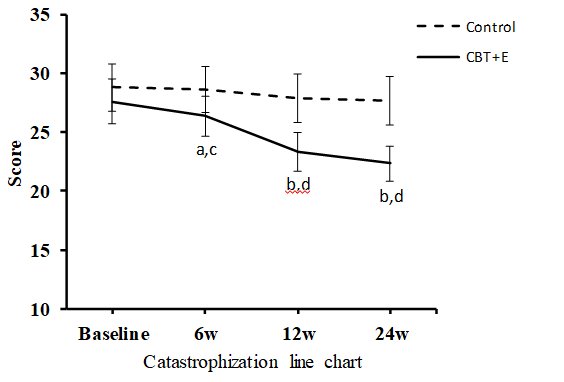 35
Control
CBT+E
30
25
20
15
10
Score
a,c
b,d
b,d
Baseline 6w 12w 24w
Catastrophization line chart